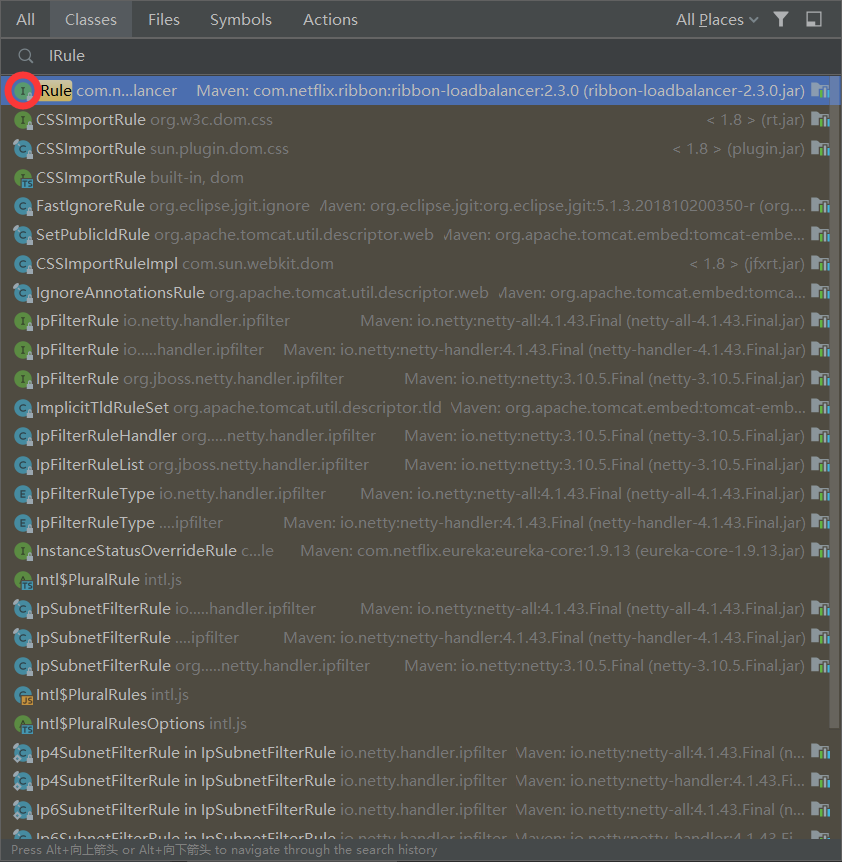 All Classes Files Symbols Actions All Places
IRule
IRule com.n...lancer Maven: com.netflix.ribbon:ribbon-loadbalancer:2.3.0 (ribbon-loadbalancer-2.3.0.jar)
CSSImportRule org.w3c.dom.css < 1.8 > (rt.jar)
CSSImportRule sun.plugin.dom.css < 1.8 > (plugin.jar)
CSSImportRule built-in, dom
FastIgnoreRule org.eclipse.jgit.ignore Maven: org.eclipse.jgit:org.eclipse.jgit:5.1.3.201810200350-r (org....
SetPublicIdRule org.apache.tomcat.util.descriptor.web Maven: org.apache.tomcat.embed:tomcat-embe...
CSSImportRuleImpl com.sun.webkit.dom < 1.8 > (jfxrt.jar)
IgnoreAnnotationsRule org.apache.tomcat.util.descriptor.web Maven: org.apache.tomcat.embed:tomca...
IpFilterRule io.netty.handler.ipfilter Maven: io.netty:netty-all:4.1.43.Final (netty-all-4.1.43.Final.jar)
IpFilterRule io.....handler.ipfilter Maven: io.netty:netty-handler:4.1.43.Final (netty-handler-4.1.43.Final.jar)
IpFilterRule org.jboss.netty.handler.ipfilter Maven: io.netty:netty:3.10.5.Final (netty-3.10.5.Final.jar)
ImplicitTldRuleSet org.apache.tomcat.util.descriptor.tld Maven: org.apache.tomcat.embed:tomcat-emb...
IpFilterRuleHandler org.....netty.handler.ipfilter Maven: io.netty:netty:3.10.5.Final (netty-3.10.5.Final.jar)
IpFilterRuleList org.jboss.netty.handler.ipfilter Maven: io.netty:netty:3.10.5.Final (netty-3.10.5.Final.jar)
IpFilterRuleType io.netty.handler.ipfilter Maven: io.netty:netty-all:4.1.43.Final (netty-all-4.1.43.Final.jar)
IpFilterRuleType ....ipfilter Maven: io.netty:netty-handler:4.1.43.Final (netty-handler-4.1.43.Final.jar)
InstanceStatusOverrideRule c...le Maven: com.netflix.eureka:eureka-core:1.9.13 (eureka-core-1.9.13.jar)
Intl$PluralRule intl.js
IpSubnetFilterRule io.....handler.ipfilter Maven: io.netty:netty-all:4.1.43.Final (netty-all-4.1.43.Final.jar)
IpSubnetFilterRule ....ipfilter Maven: io.netty:netty-handler:4.1.43.Final (netty-handler-4.1.43.Final.jar)
IpSubnetFilterRule org.....netty.handler.ipfilter Maven: io.netty:netty:3.10.5.Final (netty-3.10.5.Final.jar)
Intl$PluralRules intl.js
Intl$PluralRulesOptions intl.js
Ip4SubnetFilterRule in IpSubnetFilterRule io.netty.handler.ipfilter Maven: io.netty:netty-all:4.1.43.Final (n...
Ip4SubnetFilterRule in IpSubnetFilterRule io.netty.handler.ipfilter Maven: io.netty:netty-handler:4.1.43.Fi...
Ip6SubnetFilterRule in IpSubnetFilterRule io.netty.handler.ipfilter Maven: io.netty:netty-all:4.1.43.Final (n...
Ip6SubnetFilterRule in IpSubnetFilterRule io.netty.handler.ipfilter Maven: io.netty:netty-handler:4.1.43.Fi...
Press Alt+向上箭头 or Alt+向下箭头 to navigate through the search history